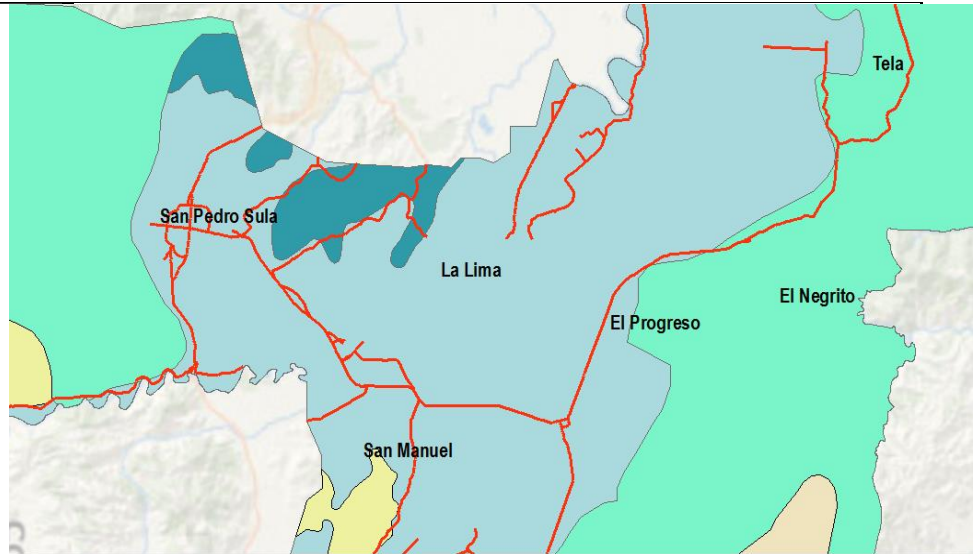 Tela
San Pedro Sula
La Lima
El Negrito
El Progreso
San Manuel